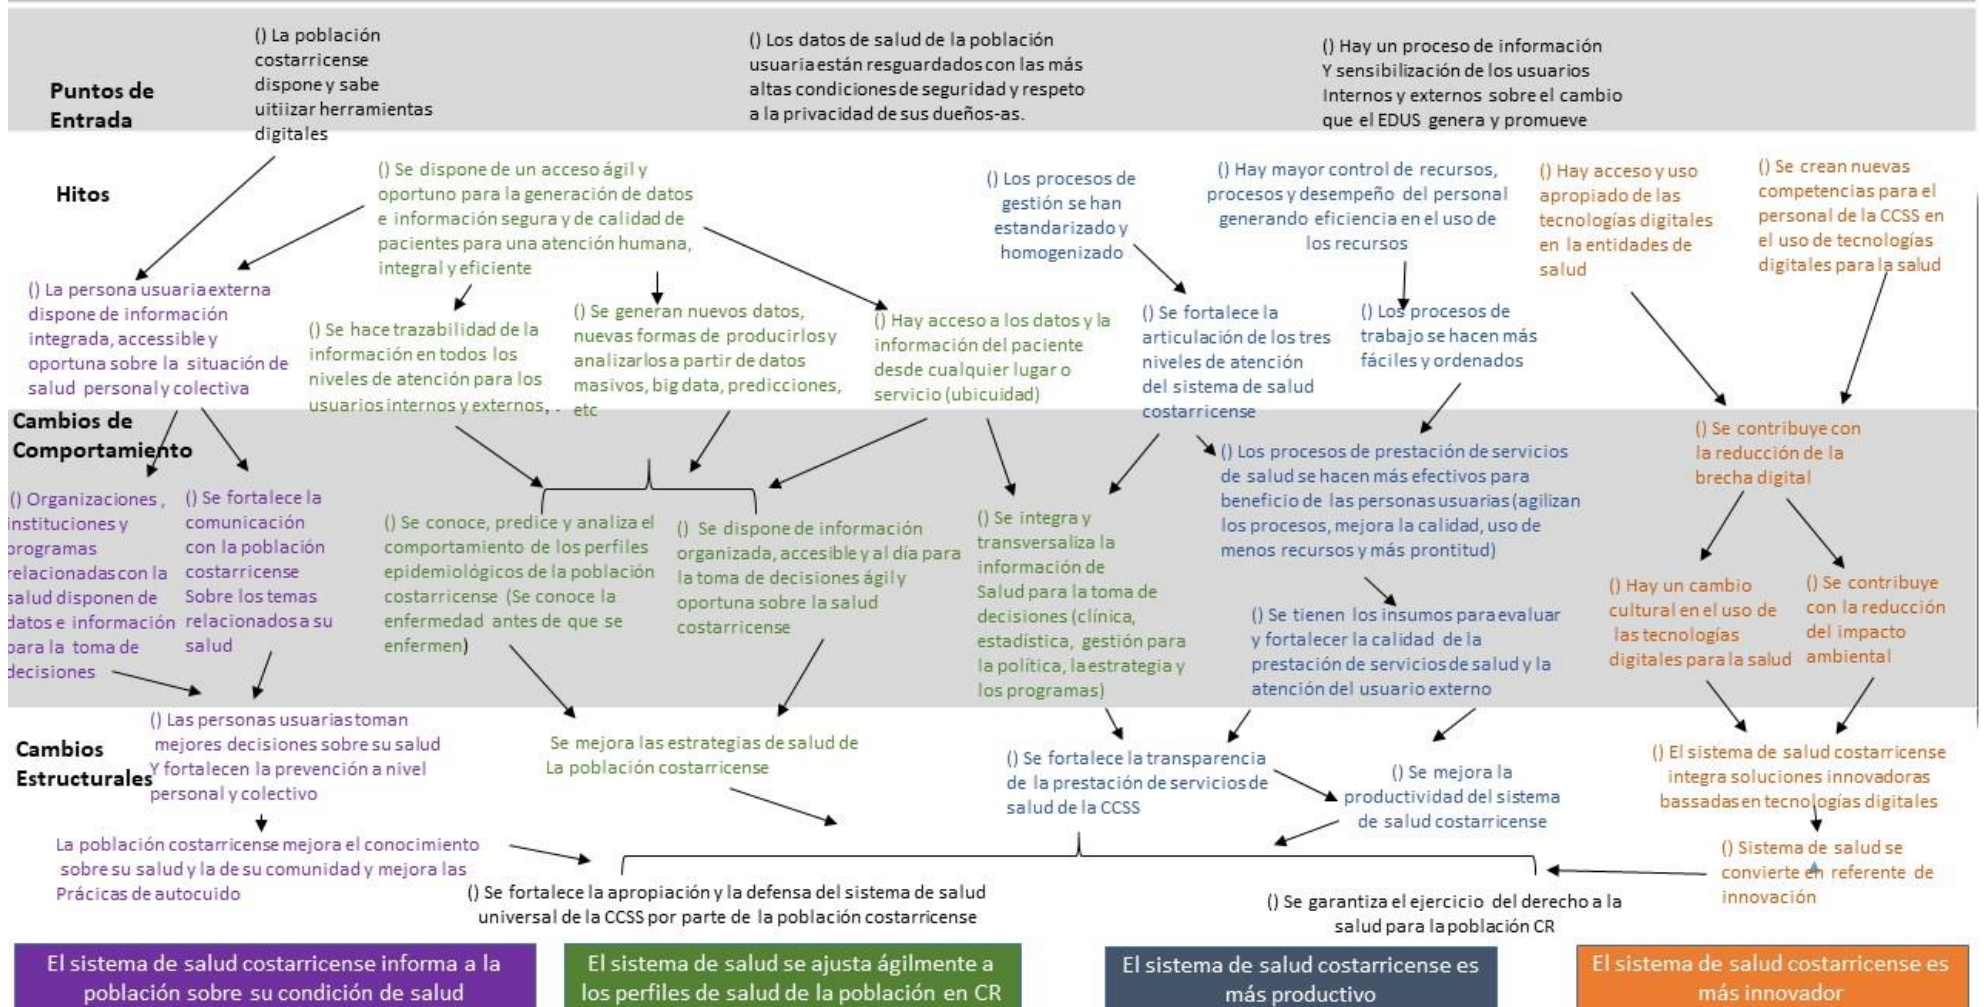 Puntos de
Entrada
() La población
costarricense
dispone y sabe
uitiizar herramientas
digitales
() Los datos de salud de la población
usuaria están resguardados con las más
altas condiciones de seguridad y respeto
a la privacidad de sus dueños-as.
() Hay un proceso de información
Y sensibilización de los usuarios
Internos y externos sobre el cambio
que el EDUS genera y promueve
Hitos
() Se dispone de un acceso ágil y
oportuno para la generación de datos
e información segura y de calidad de
pacientes para una atención humana,
integral y eficiente
() Los procesos de
gestión se han
estandarizado y
homogenizado
() Hay mayor control de recursos,
procesos y desempeño del personal
generando eficiencia en el uso de
los recursos
() Hay acceso y uso
apropiado de las
tecnologías digitales
en la entidades de
salud
() Se crean nuevas
competencias para el
personal de la CCSS en
el uso de tecnologías
digitales para la salud
() La persona usuaria externa
dispone de información
integrada, accessible y
oportuna sobre la situación de
salud personal y colectiva
() Se hace trazabilidad de la
información en todos los
niveles de atención para los
usuarios internos y externos, .
() Se generan nuevos datos,
nuevas formas de producirlos y
analizarlos a partir de datos
masivos, big data, predicciones,
etc
() Hay acceso a los datos y la
información del paciente
desde cualquier lugar o
servicio (ubicuidad)
() Se fortalece la
articulación de los tres
niveles de atención
del sistema de salud
costarricense
() Los procesos de
trabajo se hacen más
fáciles y ordenados
Cambios de
Comportamiento
() Organizaciones,
instituciones y
programas
relacionadas con la
salud disponen de
datos e información
para la toma de
decisiones
() Se fortalece la
comunicación
con la población
costarricense
Sobre los temas
relacionados a su
salud
() Se conoce, predice y analiza el
comportamiento de los perfiles
epidemiológicos de la población
costarricense (Se conoce la
enfermedad antes de que se
enfermen)
() Se dispone de información
organizada, accesible y al día para
la toma de decisiones ágil y
oportuna sobre la salud
costarricense
() Se integra y
transversaliza la
información de
Salud para la toma de
decisiones (clínica,
estadística, gestión para
la política, la estrategia y
los programas)
() Los procesos de prestación de servicios
de salud se hacen más efectivos para
beneficio de las personas usuarias (agilizan
los procesos, mejora la calidad, uso de
menos recursos y más prontitud)
() Se tienen los insumos para evaluar
y fortalecer la calidad de la
prestación de servicios de salud y la
atención del usuario externo
() Se contribuye con
la reducción de la
brecha digital
() Hay un cambio
cultural en el uso de
las tecnologías
digitales para la salud
() Se contribuye
con la reducción
del impacto
ambiental
Cambios
Estructurales
() Las personas usuarias toman
mejores decisiones sobre su salud
Y fortalecen la prevención a nivel
personal y colectivo
Se mejora las estrategias de salud de
La población costarricense
() Se fortalece la transparencia
de la prestación de servicios de
salud de la CCSS
() Se mejora la
productividad del sistema
de salud costarricense
() El sistema de salud costarricense
integra soluciones innovadoras
bassadas en tecnologías digitales
La población costarricense mejora el conocimiento
sobre su salud y la de su comunidad y mejora las
Prácicas de autocuido
() Sistema de salud se
convierte en referente de
innovación
() Se fortalece la apropiación y la defensa del sistema de salud
universal de la CCSS por parte de la población costarricense
() Se garantiza el ejercicio del derecho a la
salud para la población CR
El sistema de salud costarricense informa a la
población sobre su condición de salud
El sistema de salud se ajusta ágilmente a
los perfiles de salud de la población en CR
El sistema de salud costarricense es
más productivo
El sistema de salud costarricense es
más innovador